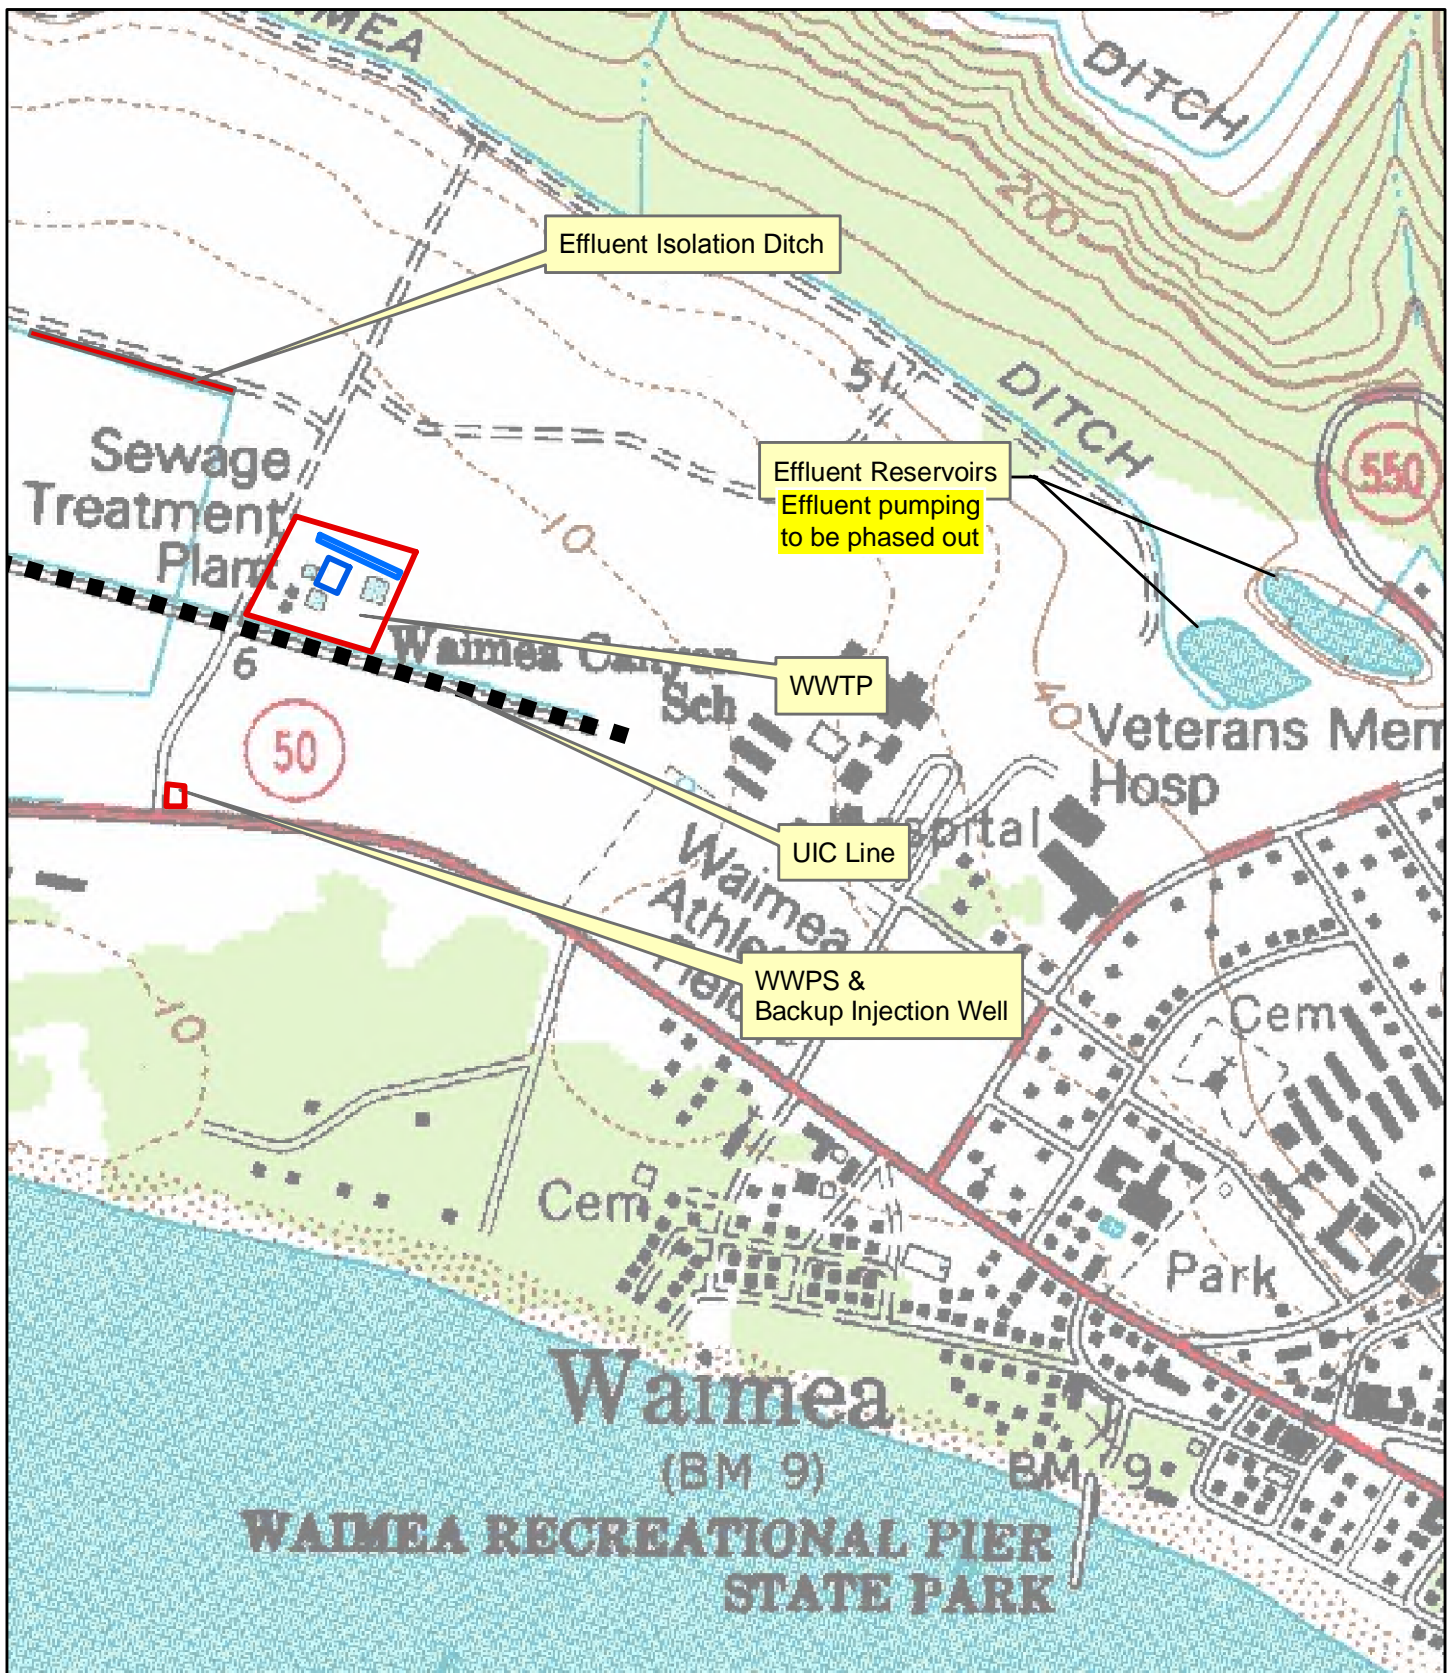 IMEA
DITCH
200
Effluent Isolation Ditch
51
DITCH
Sewage
Treatment
Plant
Effluent Reservoirs
Effluent pumping
to be phased out
550
10
6
Waimea Canyon
Sch
WWTP
40
50
Veterans Mem
Hosp
Hospital
UIC Line
Waimea
Athletic
Field
WWPS &
Backup Injection Well
10
Cem
Cem
Park
Waimea
(BM 9)
BM 9
WAIMEA RECREATIONAL PIER
STATE PARK